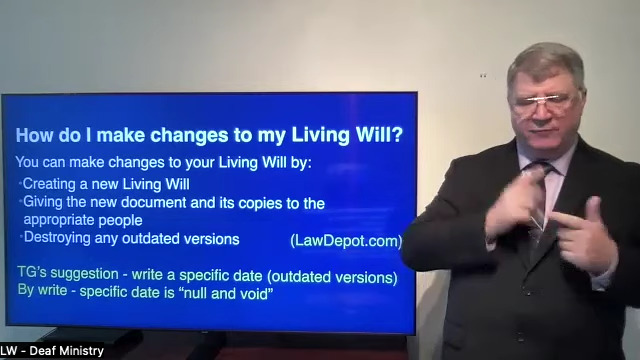 How do I make changes to my Living Will?
You can make changes to your Living Will by:
·Creating a new Living Will
·Giving the new document and its copies to the
appropriate people
·Destroying any outdated versions (LawDepot.com)
TG's suggestion - write a specific date (outdated versions)
By write - specific date is "null and void"
LW - Deaf Ministry